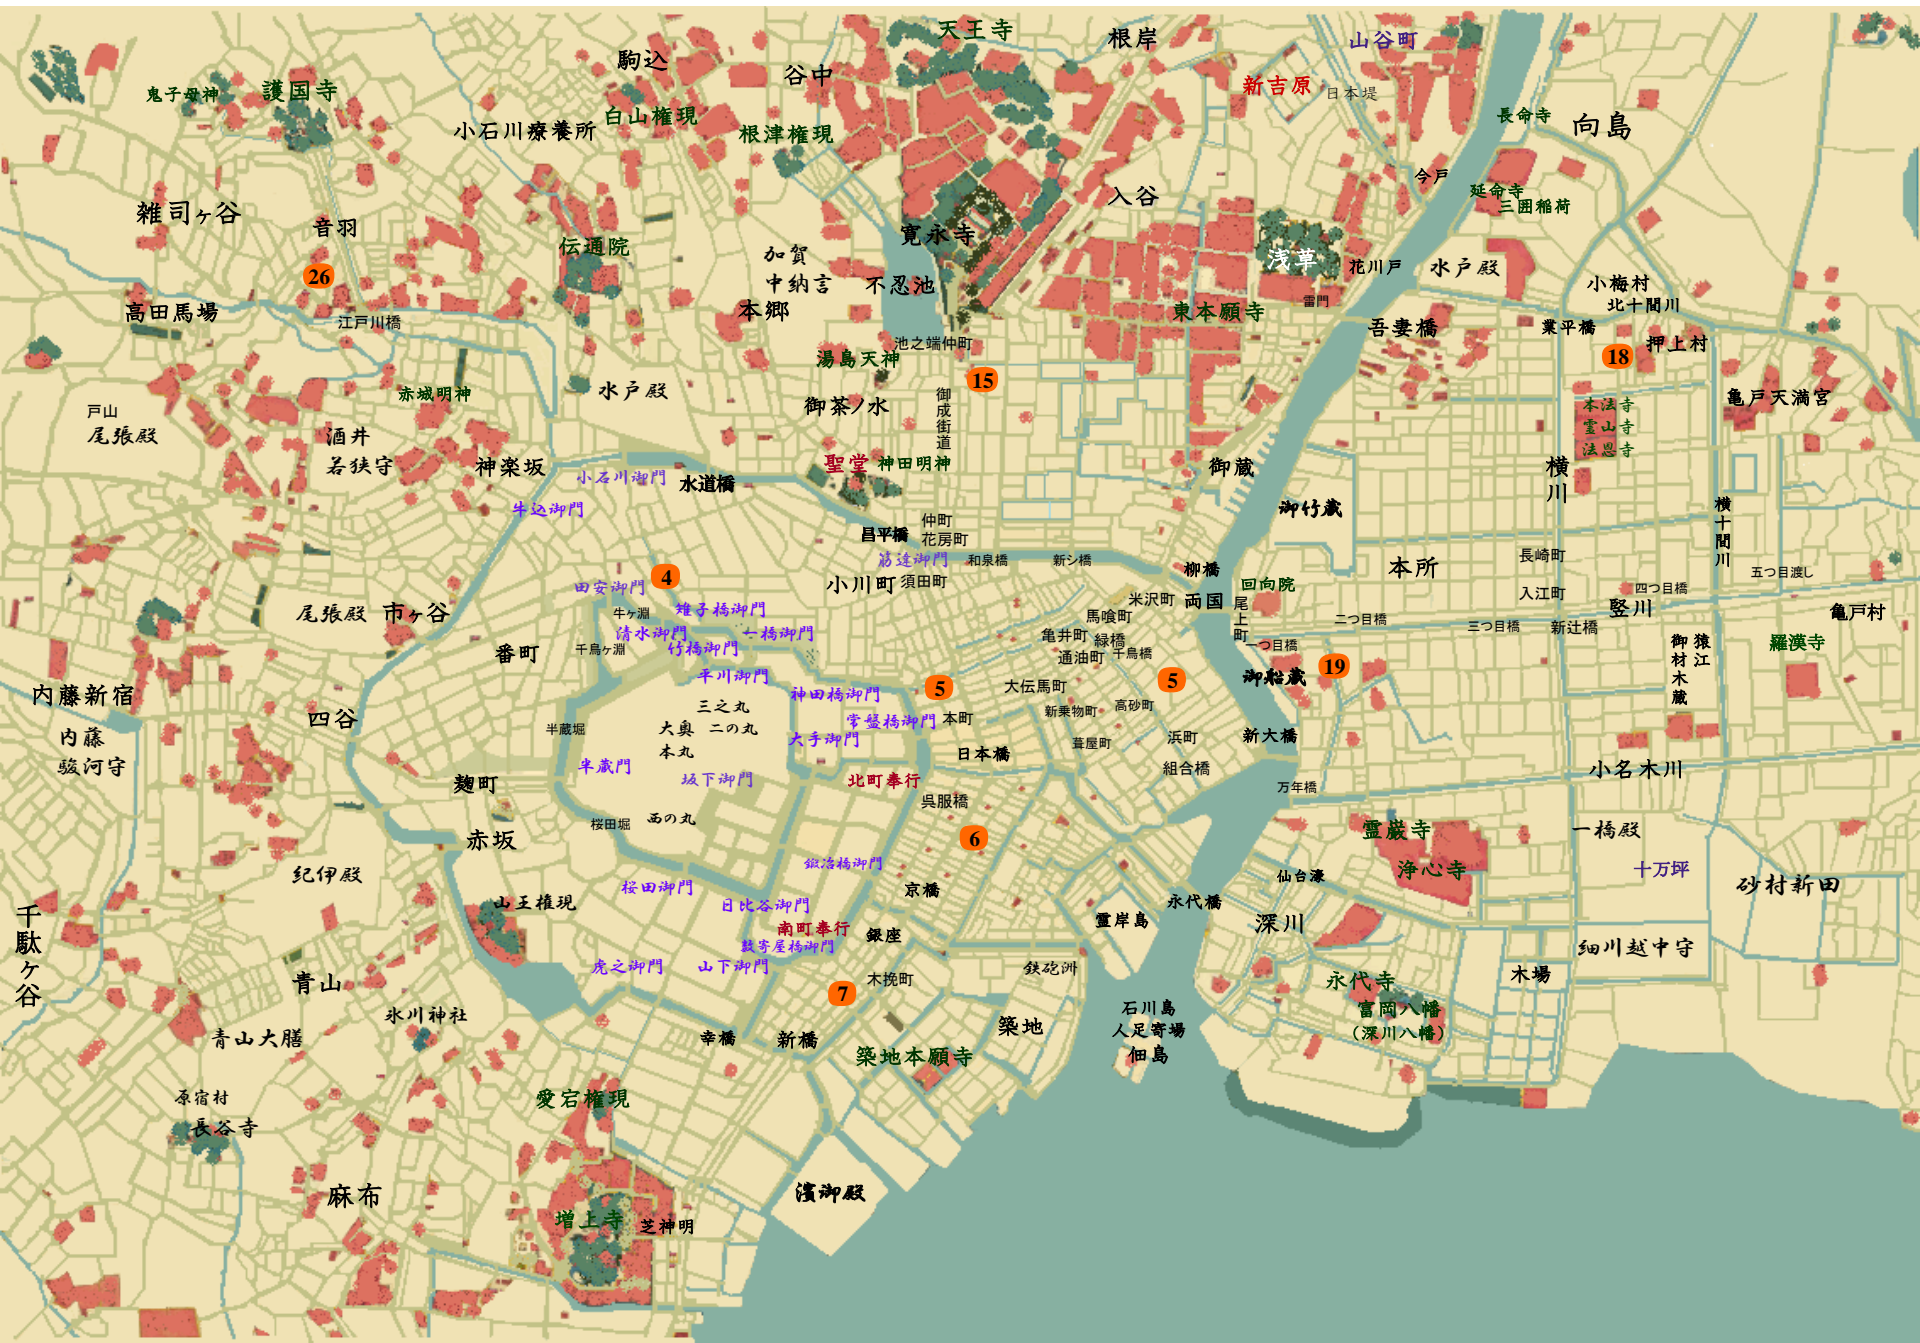 天王寺
根岸
山谷町
駒込
谷中
新吉原
日本堤
鬼子母神
護国寺
白山権現
小石川療養所
根津権現
長命寺
向島
今戸
入谷
延命寺
三囲稲荷
雑司ヶ谷
音羽
伝通院
加賀
中納言
寛永寺
浅草
花川戸
水戸殿
26
不忍池
小梅村
高田馬場
江戸川橋
本郷
東本願寺
雷門
吾妻橋
北十間川
業平橋
池之端仲町
湯島天神
18
押上村
15
赤城明神
水戸殿
御茶ノ水
御成街道
本法寺
霊山寺
法恩寺
亀戸天満宮
戸山
尾張殿
酒井
若狭守
神楽坂
小石川御門
水道橋
聖堂
神田明神
御蔵
横川
牛込御門
御竹蔵
横十間川
昌平橋
仲町
花房町
筋違御門
和泉橋
新シ橋
柳橋
本所
長崎町
五つ目渡し
4
田安御門
小川町
須田町
回向院
入江町
四つ目橋
竪川
尾張殿
市ヶ谷
牛ヶ淵
雉子橋御門
米沢町
両国
尾上町
馬喰町
二つ目橋
三つ目橋
新辻橋
亀戸村
番町
千鳥ヶ淵
清水御門
一橋御門
竹橋御門
亀井町
緑橋
通油町
千鳥橋
一つ目橋
御材木蔵
猿江
羅漢寺
平川御門
神田橋御門
5
大伝馬町
5
御船蔵
19
内藤新宿
四谷
三之丸
大奥
二の丸
本丸
常盤橋御門
本町
新乗物町
高砂町
内藤
駿河守
半蔵堀
大手御門
日本橋
葺屋町
浜町
新大橋
半蔵門
坂下御門
北町奉行
組合橋
小名木川
麹町
呉服橋
万年橋
桜田堀
西の丸
赤坂
6
霊巌寺
一橋殿
紀伊殿
鍛冶橋御門
浄心寺
十万坪
砂村新田
桜田御門
京橋
仙台濠
山王権現
日比谷御門
永代橋
千駄ヶ谷
南町奉行
銀座
霊岸島
深川
数寄屋橋御門
細川越中守
虎之御門
山下御門
鉄砲洲
木場
青山
7
木挽町
永代寺
氷川神社
石川島
人足寄場
佃島
富岡八幡
(深川八幡)
青山大膳
幸橋
新橋
築地
築地本願寺
原宿村
長谷寺
愛宕権現
麻布
濱御殿
増上寺
芝神明